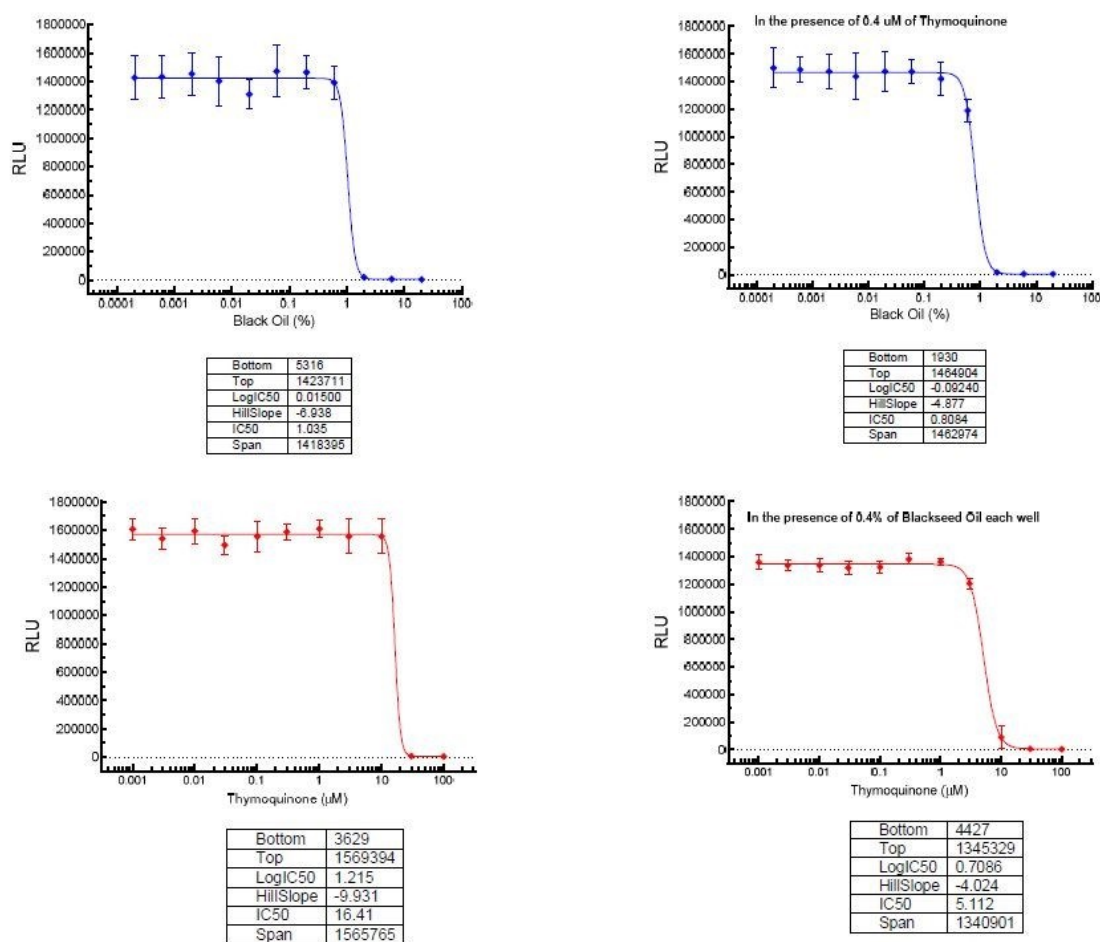 RLU
1800000
1600000
1400000
1200000
1000000
800000
600000
400000
200000
0
0.0001 0.001 0.01 0.1 1 10 100
Black Oil (%)
Bottom 5316
Top 1423711
LogIC50 0.01500
HillSlope -6.938
IC50 1.035
Span 1418395
In the presence of 0.4 uM of Thymoquinone
RLU
1800000
1600000
1400000
1200000
1000000
800000
600000
400000
200000
0
0.0001 0.001 0.01 0.1 1 10 100
Black Oil (%)
Bottom 1930
Top 1464904
LogIC50 -0.09240
HillSlope -4.877
IC50 0.8084
Span 1462974
RLU
1800000
1600000
1400000
1200000
1000000
800000
600000
400000
200000
0
0.001 0.01 0.1 1 10 100
Thymoquinone (µM)
Bottom 3629
Top 1569394
LogIC50 1.215
HillSlope -9.931
IC50 16.41
Span 1565765
In the presence of 0.4% of Blackseed Oil each well
RLU
1800000
1600000
1400000
1200000
1000000
800000
600000
400000
200000
0
0.001 0.01 0.1 1 10 100
Thymoquinone (µM)
Bottom 4427
Top 1345329
LogIC50 0.7086
HillSlope -4.024
IC50 5.112
Span 1340901